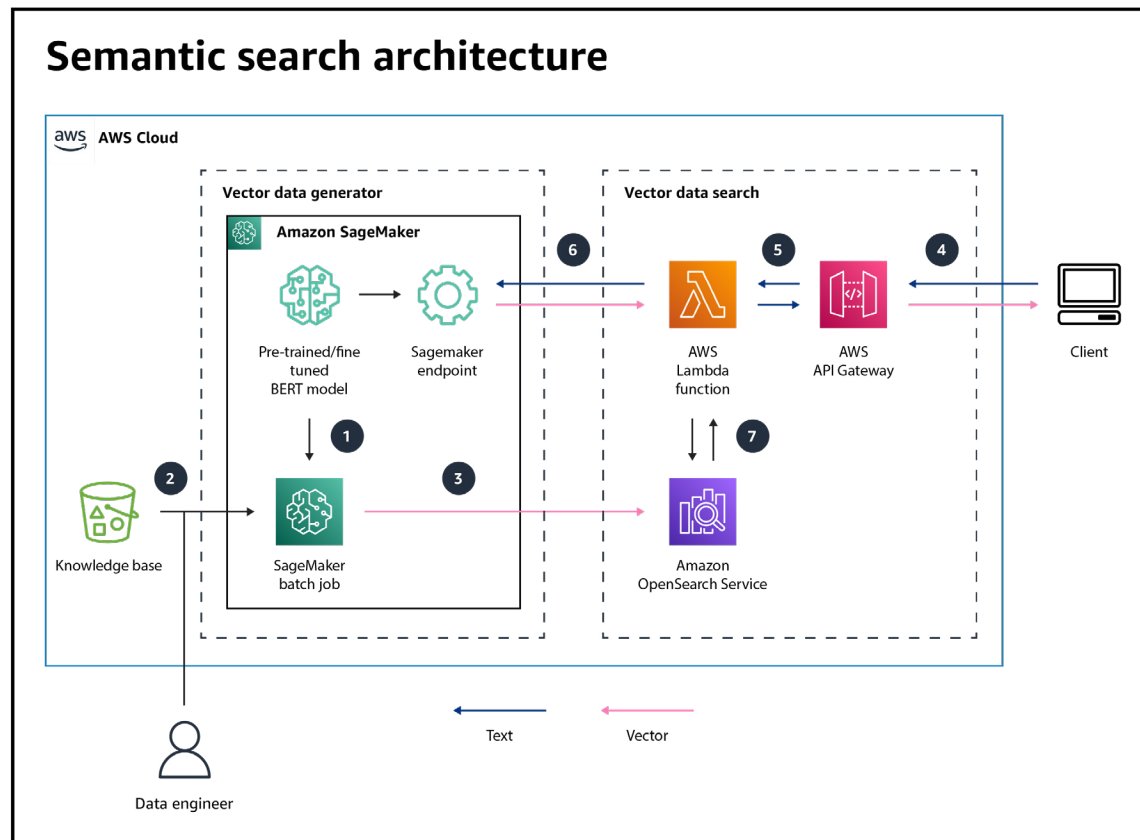 Semantic search architecture
aws
AWS Cloud
Vector data generator
Amazon SageMaker
Pre-trained/fine
tuned
BERT model
Sagemaker
endpoint
1
2
Knowledge base
SageMaker
batch job
3
6
Vector data search
5
4
AWS
Lambda
function
</>
AWS
API Gateway
Client
7
Amazon
OpenSearch Service
Text
Vector
Data engineer